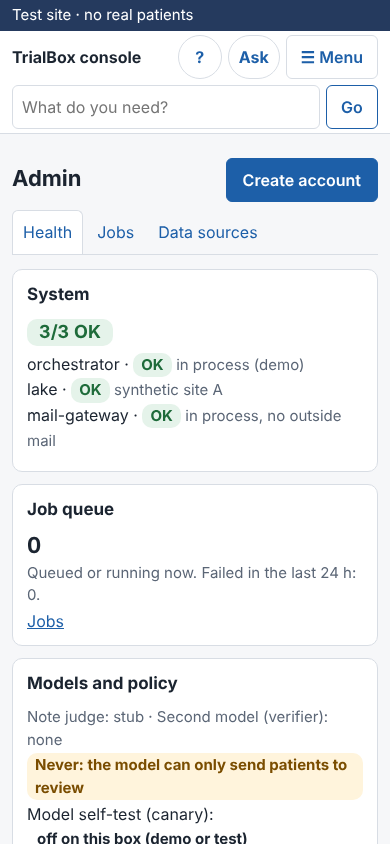 Test site · no real patients
TrialBox console
?
Ask
☰ Menu
What do you need?
Go
Admin
Create account
Health
Jobs
Data sources
System
3/3 OK
orchestrator · OK in process (demo)
lake · OK synthetic site A
mail-gateway · OK in process, no outside
mail
Job queue
0
Queued or running now. Failed in the last 24 h:
0.
Jobs
Models and policy
Note judge: stub · Second model (verifier):
none
Never: the model can only send patients to
review
Model self-test (canary):
off on this box (demo or test)